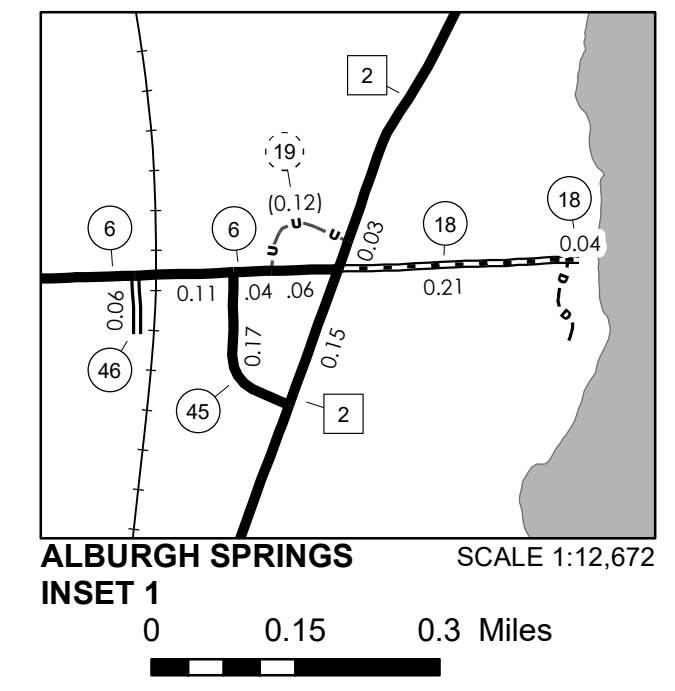 2
19
(0.12)
6
6
18
18
0.03
0.04
0.06
0.11
.04
.06
0.21
0.17
0.15
46
45
2
U
U
U
D
D
ALBURGH SPRINGS
SCALE 1:12,672
INSET 1
0 0.15 0.3 Miles